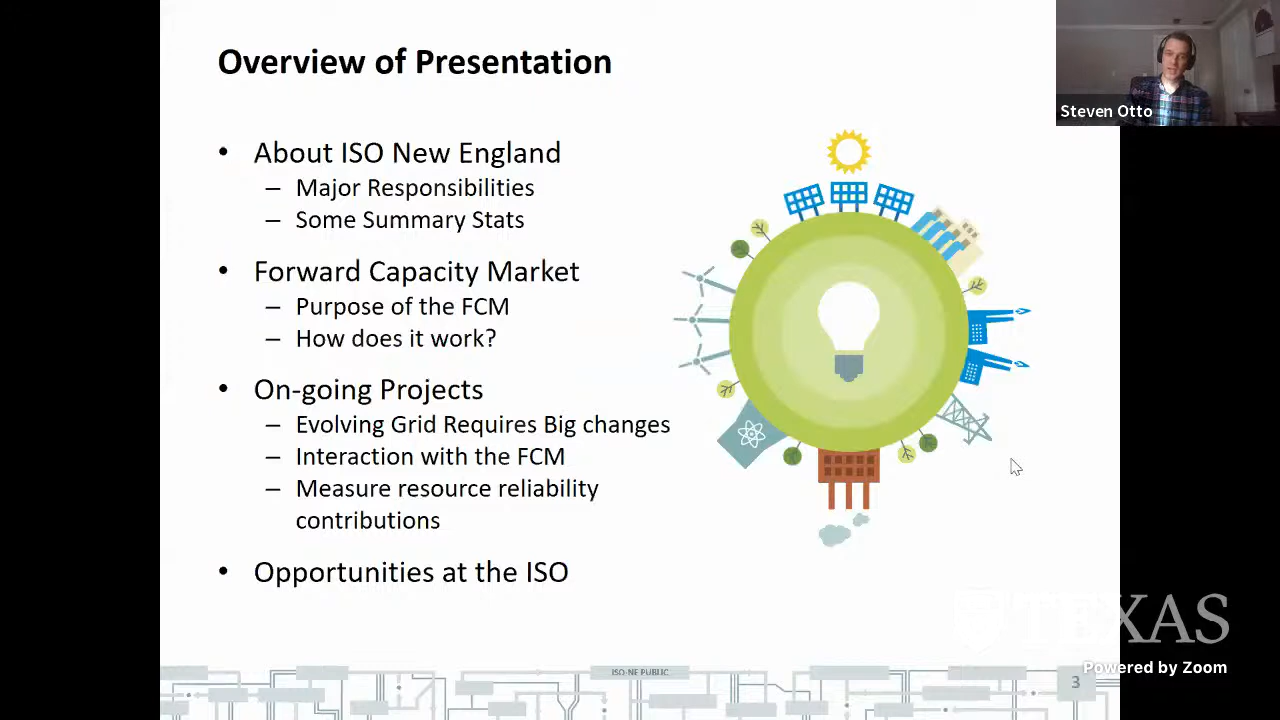 Overview of Presentation
Steven Otto
• About ISO New England
– Major Responsibilities
– Some Summary Stats
• Forward Capacity Market
– Purpose of the FCM
– How does it work?
• On-going Projects
– Evolving Grid Requires Big changes
– Interaction with the FCM
– Measure resource reliability
contributions
• Opportunities at the ISO
TEXAS
Powered by Zoom
ISO-NE PUBLIC
3